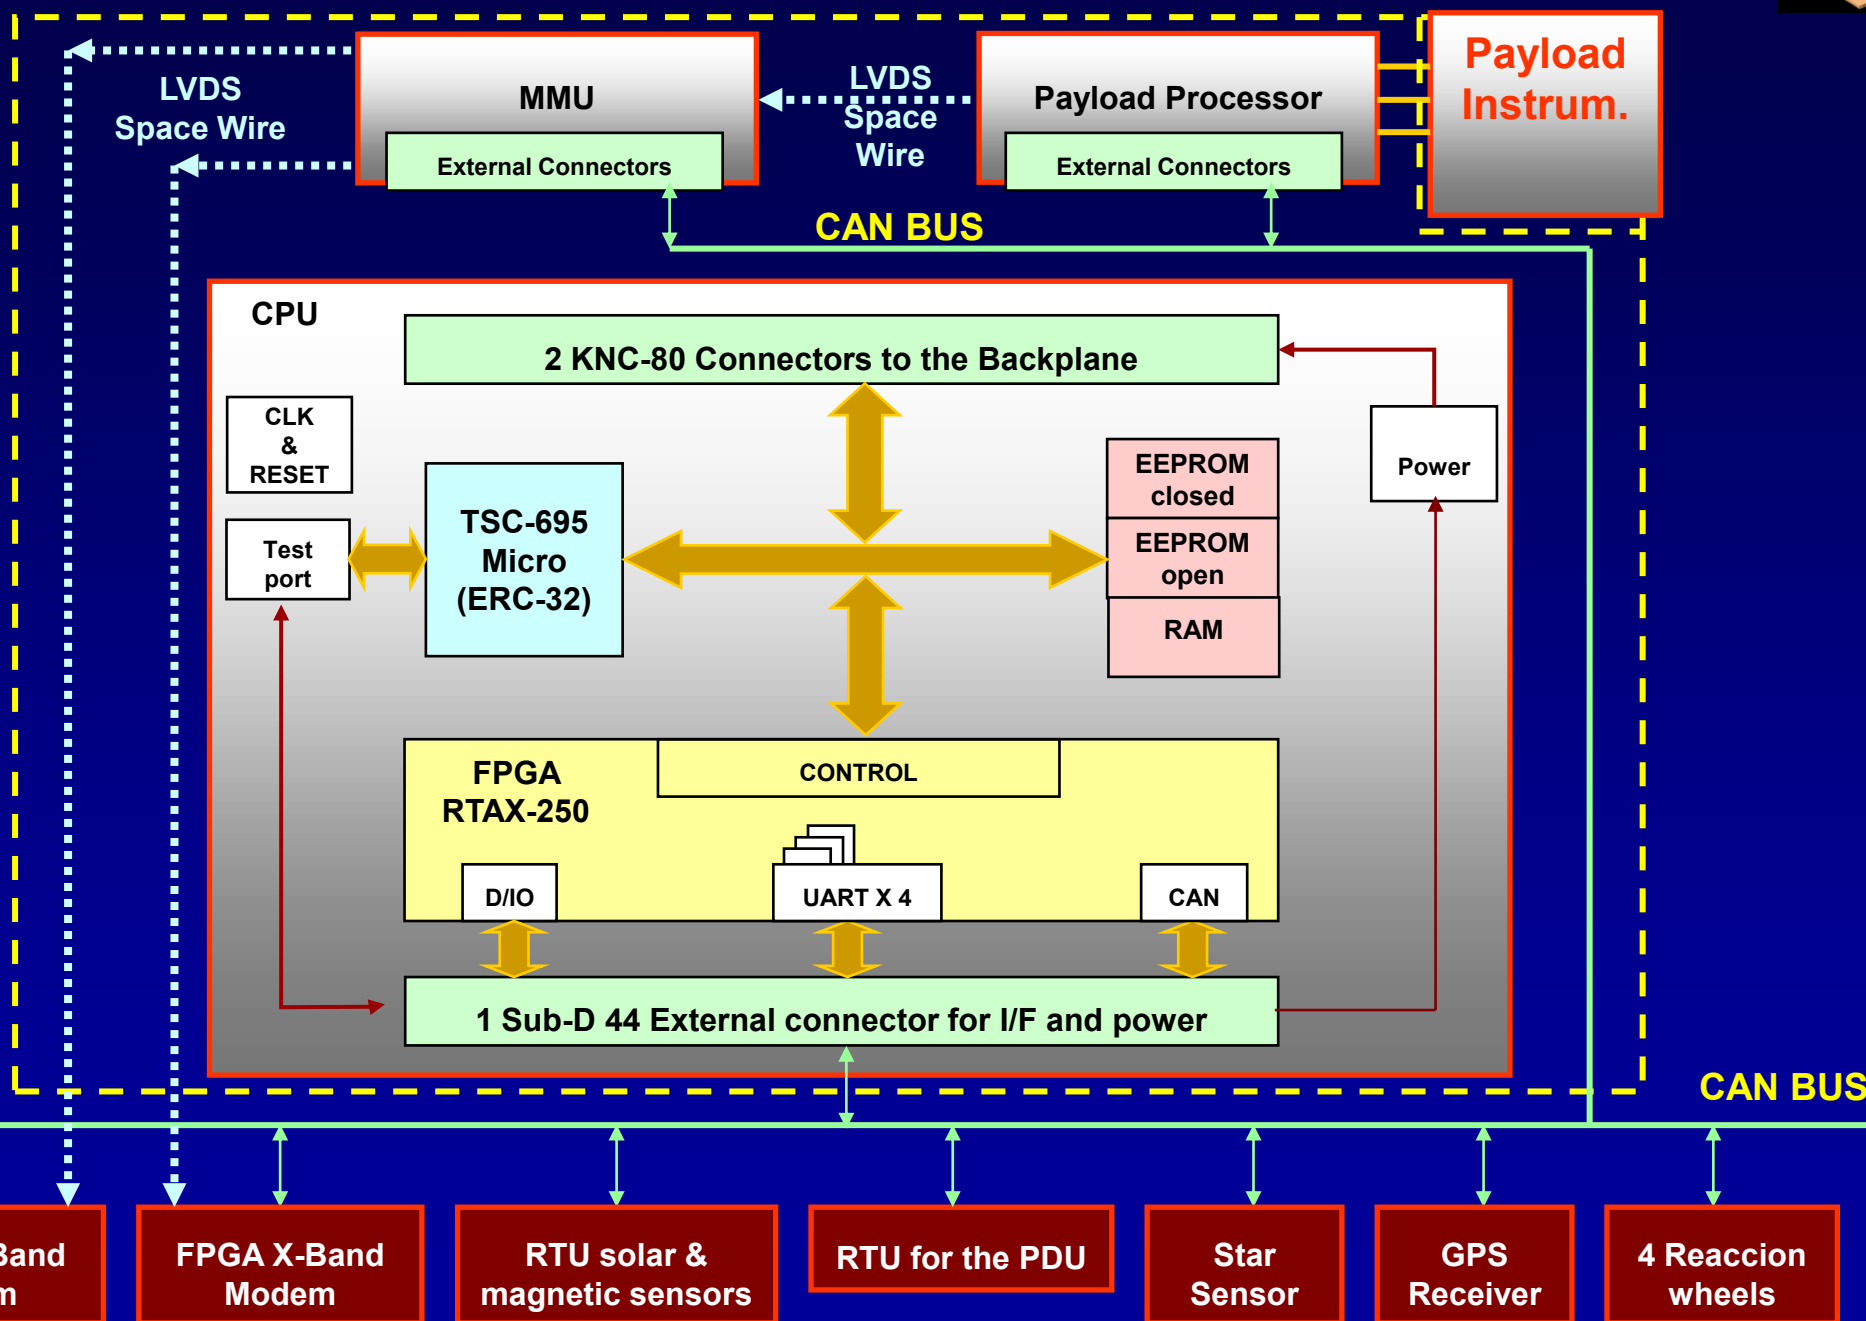 LVDS
Space Wire
MMU
External Connectors
LVDS
Space
Wire
Payload Processor
External Connectors
Payload
Instrum.
CAN BUS
CPU
2 KNC-80 Connectors to the Backplane
CLK
&
RESET
Test
port
TSC-695
Micro
(ERC-32)
EEPROM
closed
EEPROM
open
RAM
Power
FPGA
RTAX-250
CONTROL
D/IO
UART X 4
CAN
1 Sub-D 44 External connector for I/F and power
CAN BUS
FPGA X-Band
Modem
RTU solar &
magnetic sensors
RTU for the PDU
Star
Sensor
GPS
Receiver
4 Reaccion
wheels